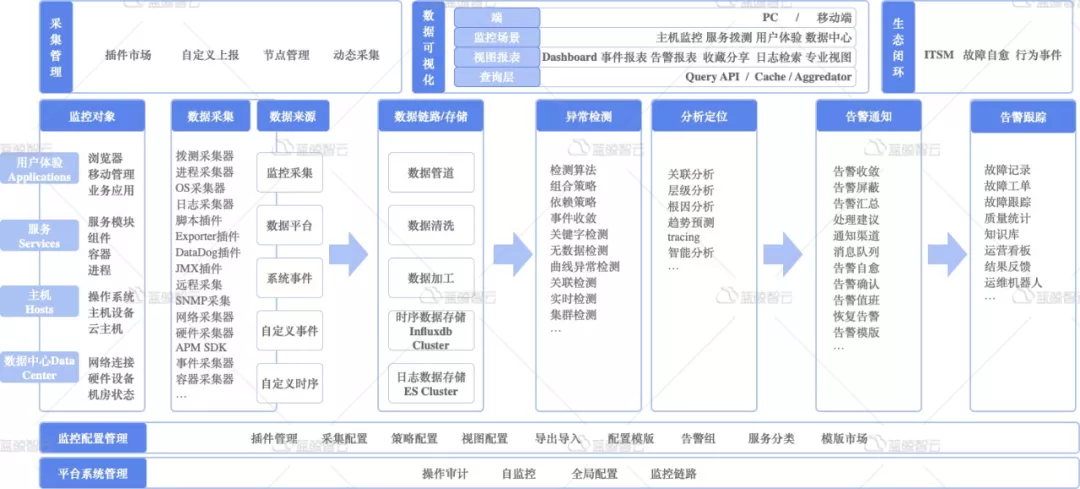 采集管理
插件市场 自定义上报 节点管理 动态采集
数据可视化
端 PC / 移动端
监控场景 主机监控 服务拨测 用户体验 数据中心
视图报表 Dashboard 事件报表 告警报表 收藏分享 日志检索 专业视图
查询层 Query API / Cache / Aggredator
生态闭环
ITSM 故障自愈 行为事件
监控对象
用户体验
Applications
浏览器
移动管理
业务应用
服务
Services
服务模块
组件
容器
进程
主机
Hosts
操作系统
主机设备
云主机
数据中心Data
Center
网络连接
硬件设备
机房状态
…
数据采集
拨测采集器
进程采集器
OS采集器
日志采集器
脚本插件
Exporter插件
DataDog插件
JMX插件
远程采集
SNMP采集
网络采集器
硬件采集器
APM SDK
事件采集器
容器采集器
…
数据来源
监控采集
数据平台
系统事件
自定义事件
自定义时序
数据链路/存储
数据管道
数据清洗
数据加工
时序数据存储
Influxdb
Cluster
日志数据存储
ES Cluster
异常检测
检测算法
组合策略
依赖策略
事件收敛
关键字检测
无数据检测
曲线异常检测
关联检测
实时检测
集群检测
…
分析定位
关联分析
层级分析
根因分析
趋势预测
tracing
智能分析
…
告警通知
告警收敛
告警屏蔽
告警汇总
处理建议
通知渠道
消息队列
告警自愈
告警确认
告警值班
恢复告警
告警模版
…
告警跟踪
故障记录
故障工单
故障跟踪
质量统计
知识库
运营看板
结果反馈
运维机器人
…
监控配置管理 插件管理 采集配置 策略配置 视图配置 导出导入 配置模版 告警组 服务分类 模版市场
平台系统管理 操作审计 自监控 全局配置 监控链路
蓝鲸智云